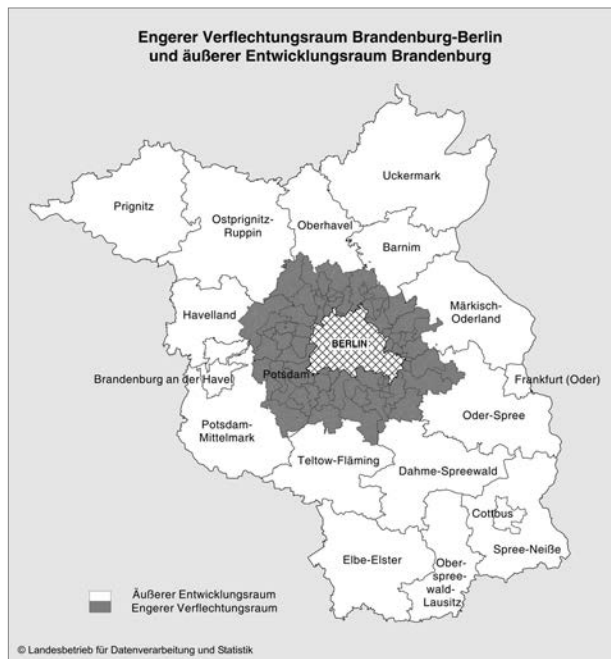 Engerer Verflechtungsraum Brandenburg-Berlin
und äußerer Entwicklungsraum Brandenburg
Uckermark
Prignitz
Ostprignitz-
Ruppin
Oberhavel
Barnim
Havelland
Märkisch-
Oderland
BERLIN
Potsdam
Brandenburg an der Havel
Frankfurt (Oder)
Potsdam-
Mittelmark
Oder-Spree
Teltow-Fläming
Dahme-Spreewald
Cottbus
Spree-Neiße
Elbe-Elster
Ober-
spree-
wald-
Lausitz
Äußerer Entwicklungsraum
Engerer Verflechtungsraum
© Landesbetrieb für Datenverarbeitung und Statistik